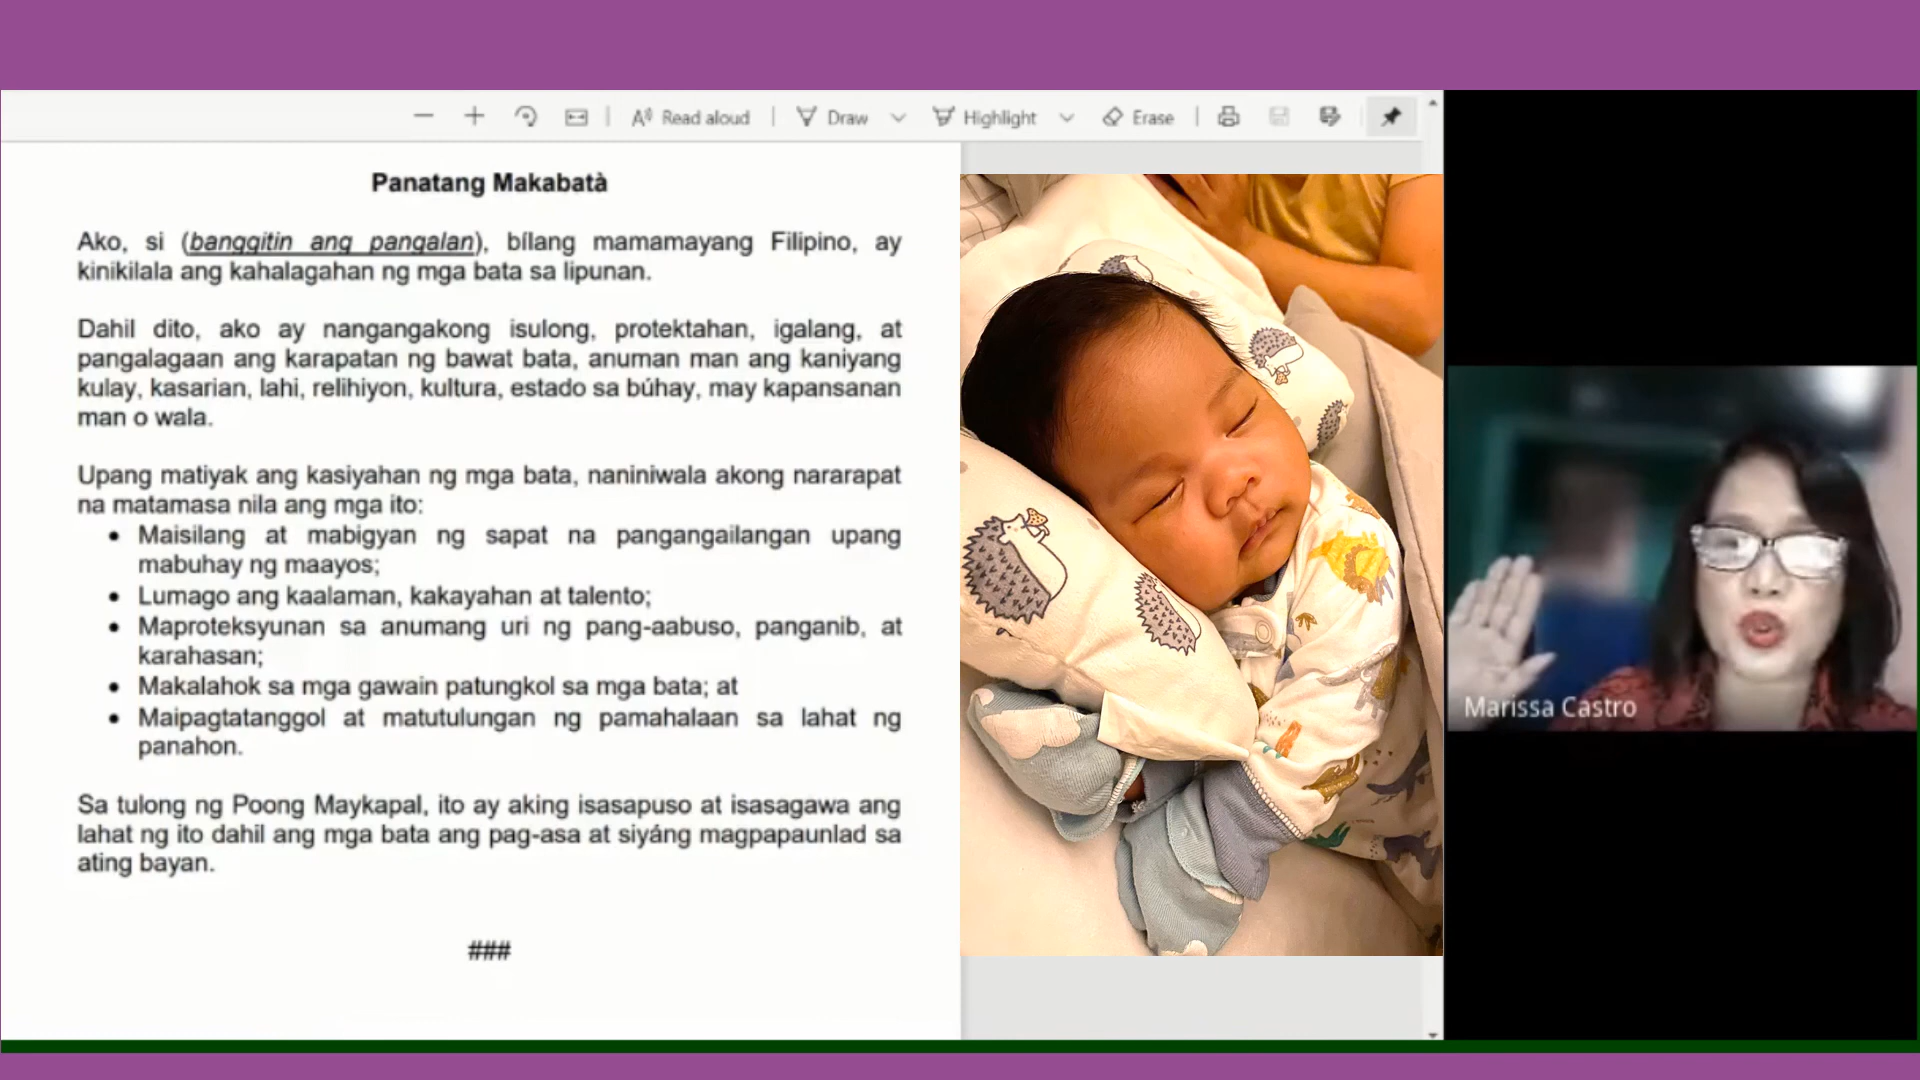 Read aloud
Draw
Highlight
Erase
Panatang Makabatà
Ako, si (banggitin ang pangalan), bílang mamamayang Filipino, ay
kinikilala ang kahalagahan ng mga bata sa lipunan.
Dahil dito, ako ay nangangakong isulong, protektahan, igalang, at
pangalagaan ang karapatan ng bawat bata, anuman man ang kaniyang
kulay, kasarian, lahi, relihiyon, kultura, estado sa búhay, may kapansanan
man o wala.
Upang matiyak ang kasiyahan ng mga bata, naniniwala akong nararapat
na matamasa nila ang mga ito:
• Maisilang at mabigyan ng sapat na pangangailangan upang
mabuhay ng maayos;
• Lumago ang kaalaman, kakayahan at talento;
• Maproteksyunan sa anumang uri ng pang-aabuso, panganib, at
karahasan;
• Makalahok sa mga gawain patungkol sa mga bata; at
• Maipagtatanggol at matutulungan ng pamahalaan sa lahat ng
panahon.
Sa tulong ng Poong Maykapal, ito ay aking isasapuso at isasagawa ang
lahat ng ito dahil ang mga bata ang pag-asa at siyáng magpapaunlad sa
ating bayan.
###
Marissa Castro